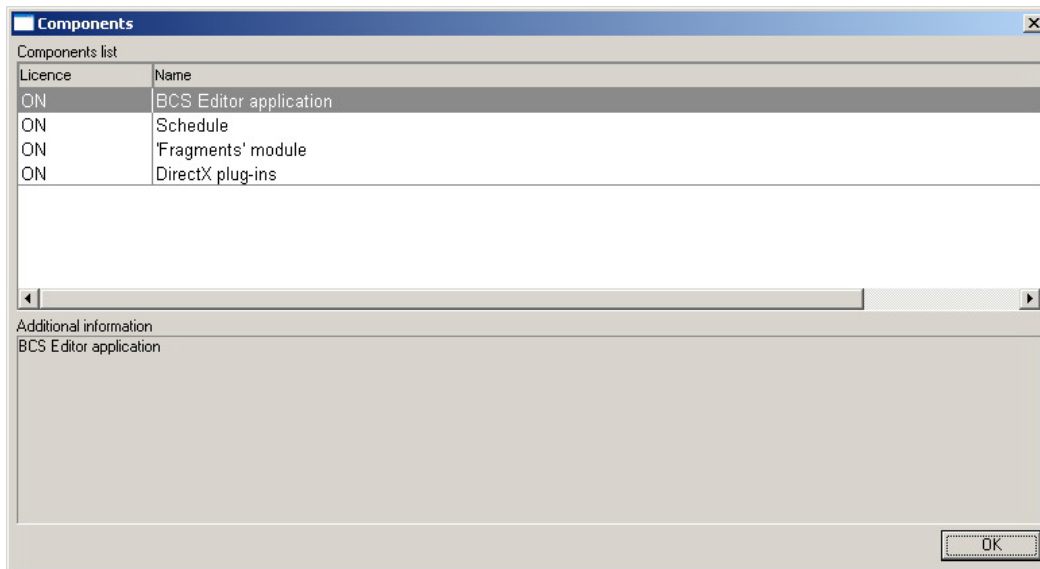 Components
Components list
Licence Name
ON BCS Editor application
ON Schedule
ON 'Fragments' module
ON DirectX plug-ins
Additional information
BCS Editor application
OK